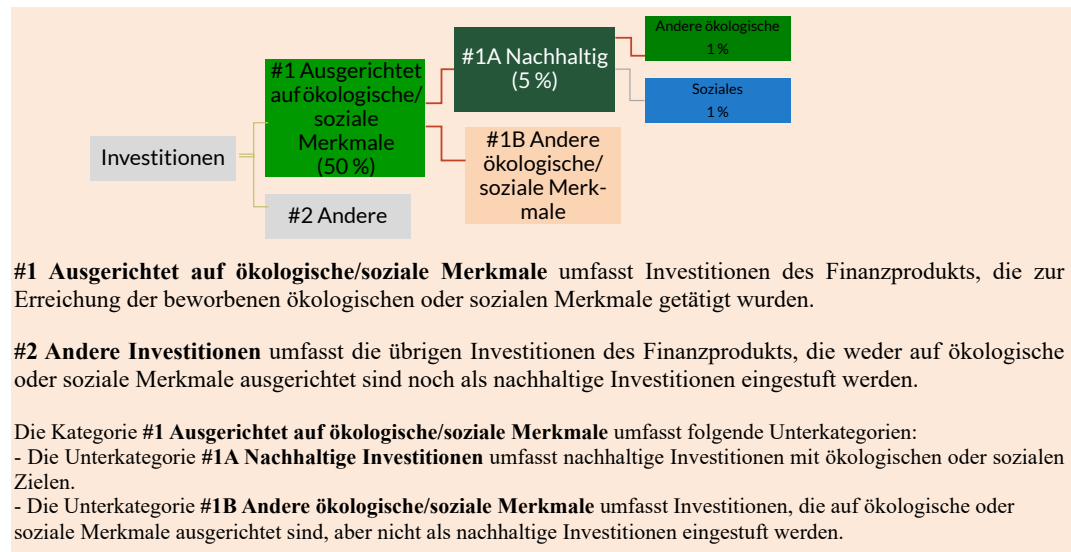 Investitionen
#1 Ausgerichtet
auf ökologische/
soziale
Merkmale
(50 %)
#2 Andere
#1A Nachhaltig
(5 %)
#1B Andere
ökologische/
soziale Merk-
male
Andere ökologische
1 %
Soziales
1 %
#1 Ausgerichtet auf ökologische/soziale Merkmale umfasst Investitionen des Finanzprodukts, die zur
Erreichung der beworbenen ökologischen oder sozialen Merkmale getätigt wurden.
#2 Andere Investitionen umfasst die übrigen Investitionen des Finanzprodukts, die weder auf ökologische
oder soziale Merkmale ausgerichtet sind noch als nachhaltige Investitionen eingestuft werden.
Die Kategorie #1 Ausgerichtet auf ökologische/soziale Merkmale umfasst folgende Unterkategorien:
- Die Unterkategorie #1A Nachhaltige Investitionen umfasst nachhaltige Investitionen mit ökologischen oder sozialen
Zielen.
- Die Unterkategorie #1B Andere ökologische/soziale Merkmale umfasst Investitionen, die auf ökologische oder
soziale Merkmale ausgerichtet sind, aber nicht als nachhaltige Investitionen eingestuft werden.